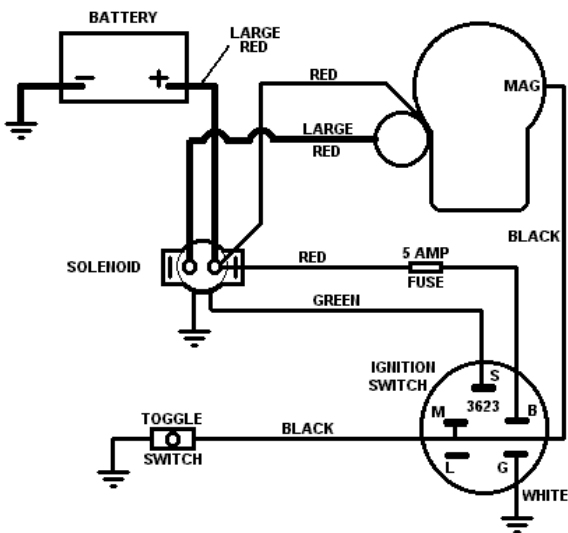 BATTERY
LARGE
RED
− +
RED
MAG
LARGE
RED
BLACK
SOLENOID
RED
5 AMP
FUSE
GREEN
IGNITION
SWITCH
S
3623
M
B
TOGGLE
SWITCH
BLACK
L
G
WHITE